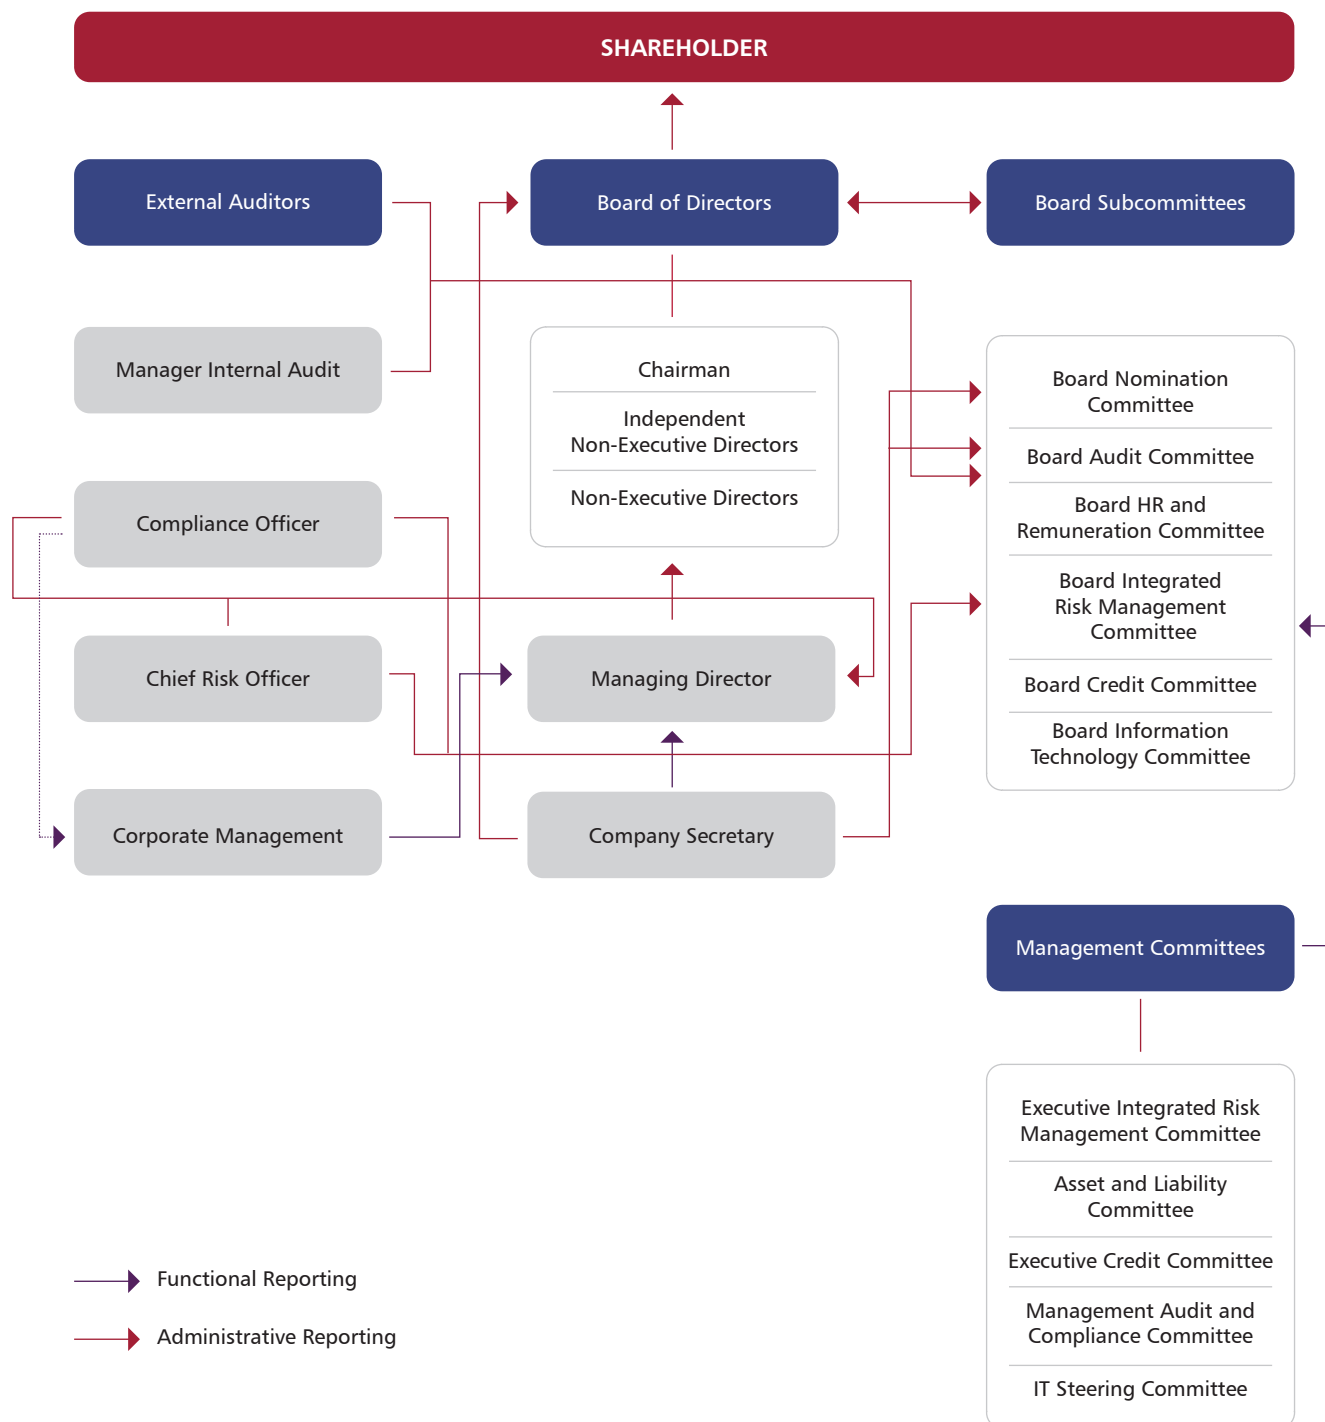 SHAREHOLDER
External Auditors
Board of Directors
Board Subcommittees
Manager Internal Audit
Chairman
Independent
Non-Executive Directors
Non-Executive Directors
Board Nomination
Committee
Board Audit Committee
Board HR and
Remuneration Committee
Board Integrated
Risk Management
Committee
Board Credit Committee
Board Information
Technology Committee
Compliance Officer
Chief Risk Officer
Managing Director
Corporate Management
Company Secretary
Management Committees
Executive Integrated Risk
Management Committee
Asset and Liability
Committee
Executive Credit Committee
Management Audit and
Compliance Committee
IT Steering Committee
Functional Reporting
Administrative Reporting